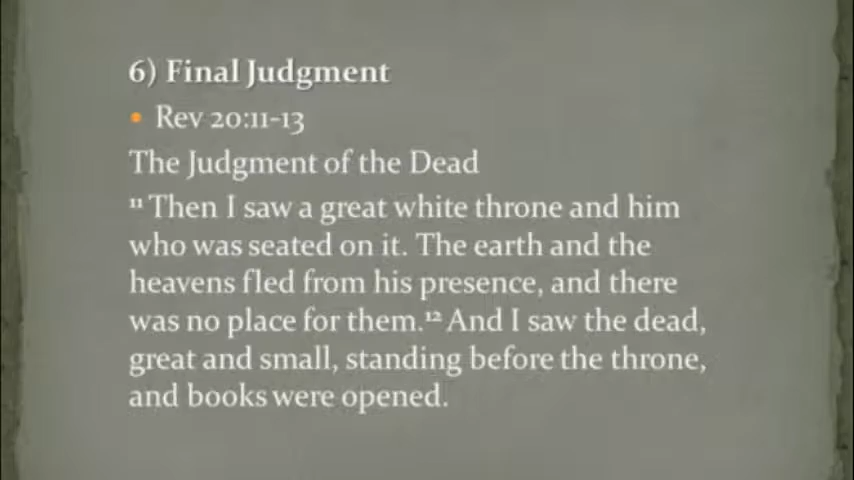 6) Final Judgment
• Rev 20:11-13
The Judgment of the Dead
¹¹ Then I saw a great white throne and him
who was seated on it. The earth and the
heavens fled from his presence, and there
was no place for them.¹² And I saw the dead,
great and small, standing before the throne,
and books were opened.